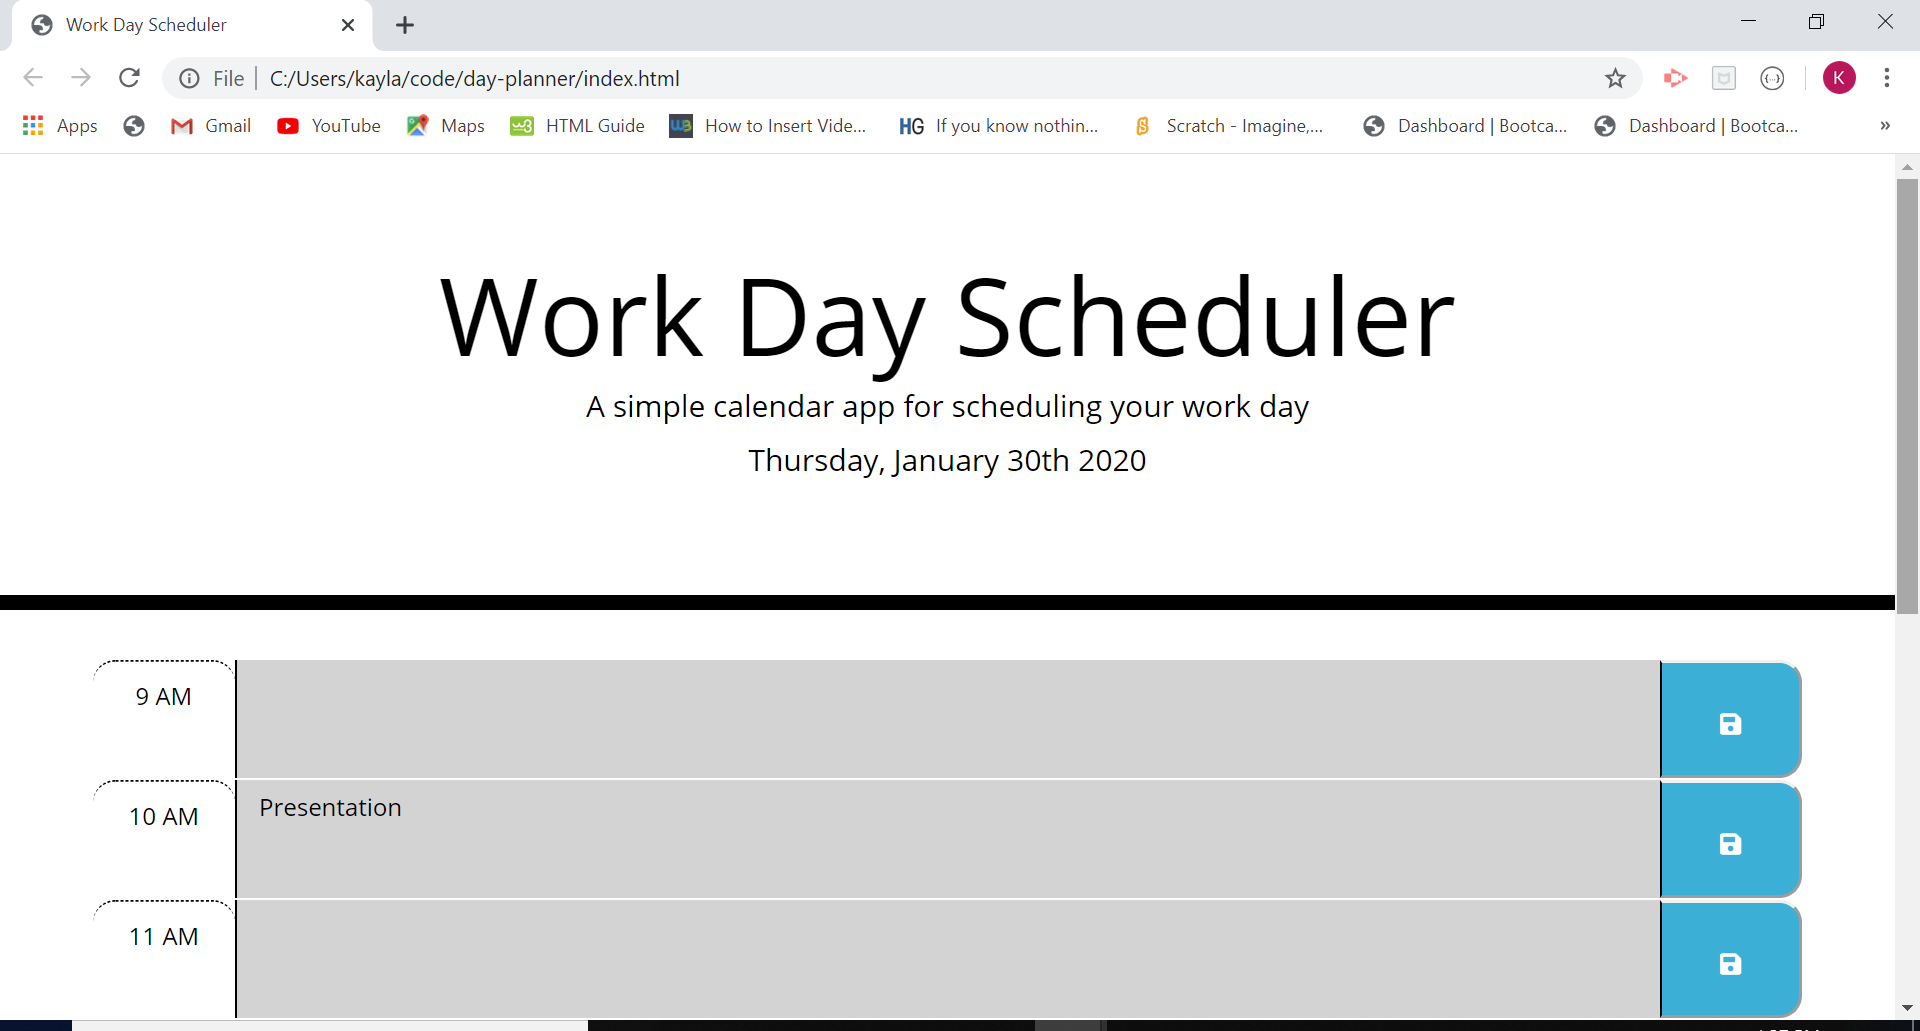 Work Day Scheduler
File C:/Users/kayla/code/day-planner/index.html K
Apps Gmail YouTube Maps HTML Guide How to Insert Vide... HG If you know nothin... Scratch - Imagine,... Dashboard | Bootca... Dashboard | Bootca... »
Work Day Scheduler
A simple calendar app for scheduling your work day
Thursday, January 30th 2020
9 AM
10 AM Presentation
11 AM